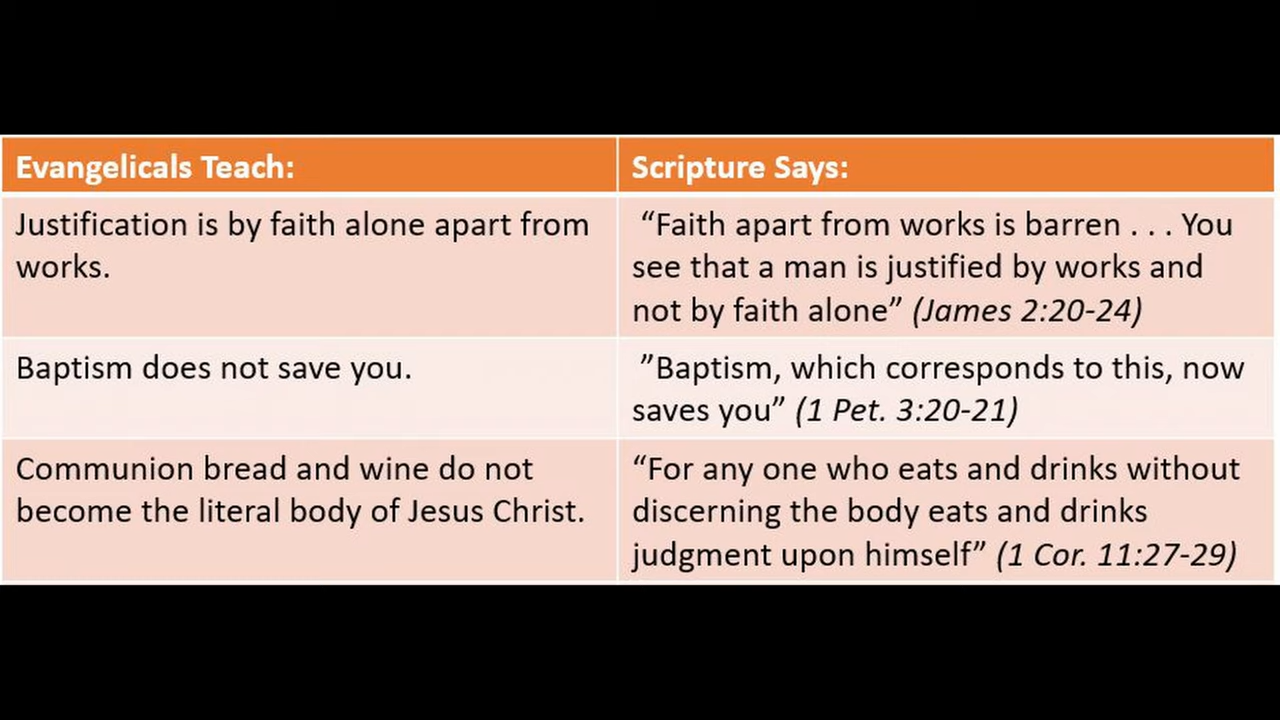 Evangelicals Teach:
Scripture Says:
Justification is by faith alone apart from
works.
“Faith apart from works is barren . . . You
see that a man is justified by works and
not by faith alone” (James 2:20-24)
Baptism does not save you.
”Baptism, which corresponds to this, now
saves you” (1 Pet. 3:20-21)
Communion bread and wine do not
become the literal body of Jesus Christ.
“For any one who eats and drinks without
discerning the body eats and drinks
judgment upon himself” (1 Cor. 11:27-29)